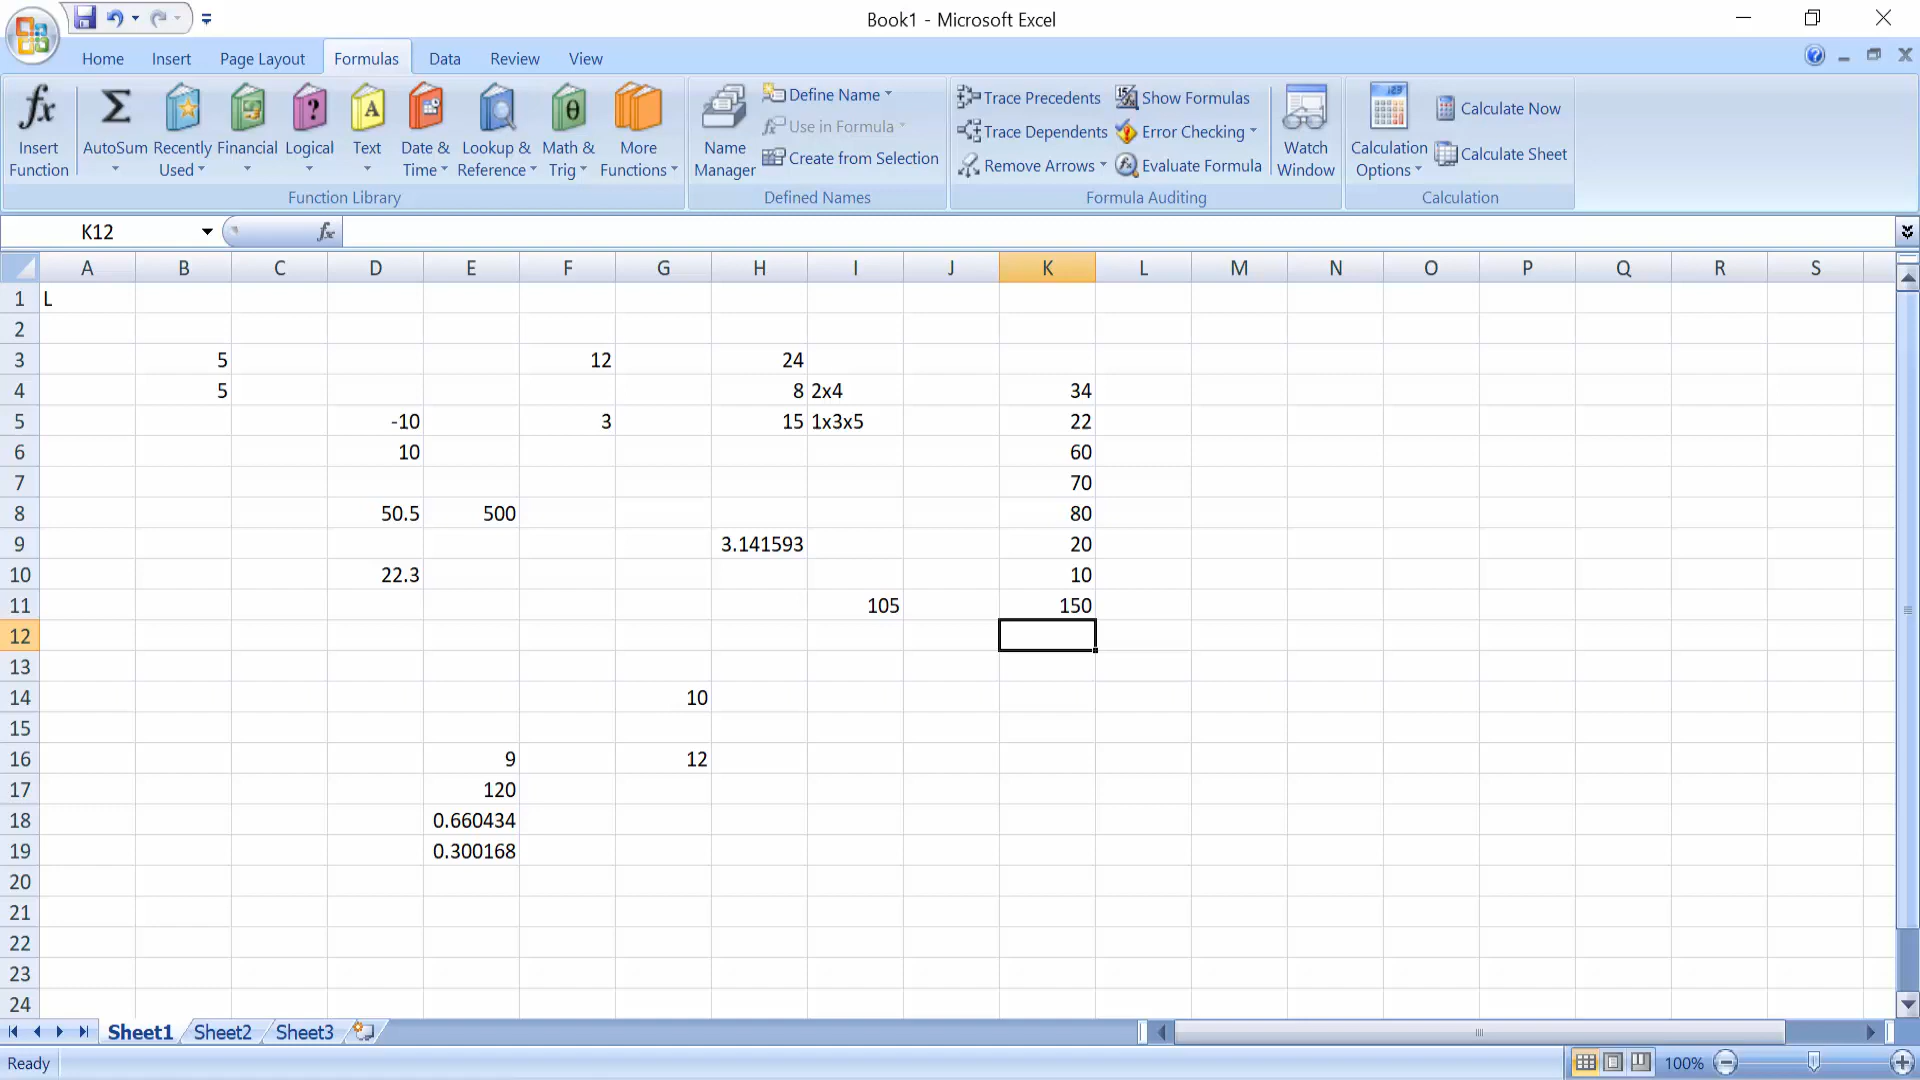 Book1 - Microsoft Excel
Home Insert Page Layout Formulas Data Review View
Insert Function
AutoSum
Recently Used
Financial
Logical
Text
Date & Time
Lookup & Reference
Math & Trig
More Functions
Function Library
Name Manager
Define Name
Use in Formula
Create from Selection
Defined Names
Trace Precedents
Trace Dependents
Remove Arrows
Show Formulas
Error Checking
Evaluate Formula
Watch Window
Formula Auditing
Calculation Options
Calculate Now
Calculate Sheet
Calculation
K12 fx
A B C D E F G H I J K L M N O P Q R S
1 L
2
3 5 12 24
4 5 8 2x4 34
5 -10 3 15 1x3x5 22
6 10 60
7 70
8 50.5 500 80
9 3.141593 20
10 22.3 10
11 105 150
12
13
14 10
15
16 9 12
17 120
18 0.660434
19 0.300168
20
21
22
23
24
Sheet1 Sheet2 Sheet3
Ready 100%